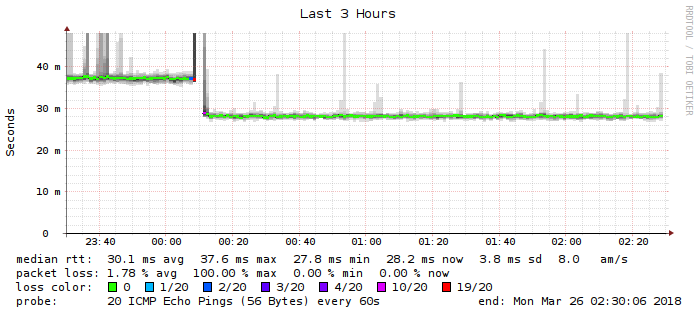 Last 3 Hours
RRDTOOL / TOBI OETIKER
Seconds
40 m
30 m
20 m
10 m
0
23:40 00:00 00:20 00:40 01:00 01:20 01:40 02:00 02:20
median rtt: 30.1 ms avg 37.6 ms max 27.8 ms min 28.2 ms now 3.8 ms sd 8.0 am/s
packet loss: 1.78 % avg 100.00 % max 0.00 % min 0.00 % now
loss color: 0 1/20 2/20 3/20 4/20 10/20 19/20
probe: 20 ICMP Echo Pings (56 Bytes) every 60s end: Mon Mar 26 02:30:06 2018